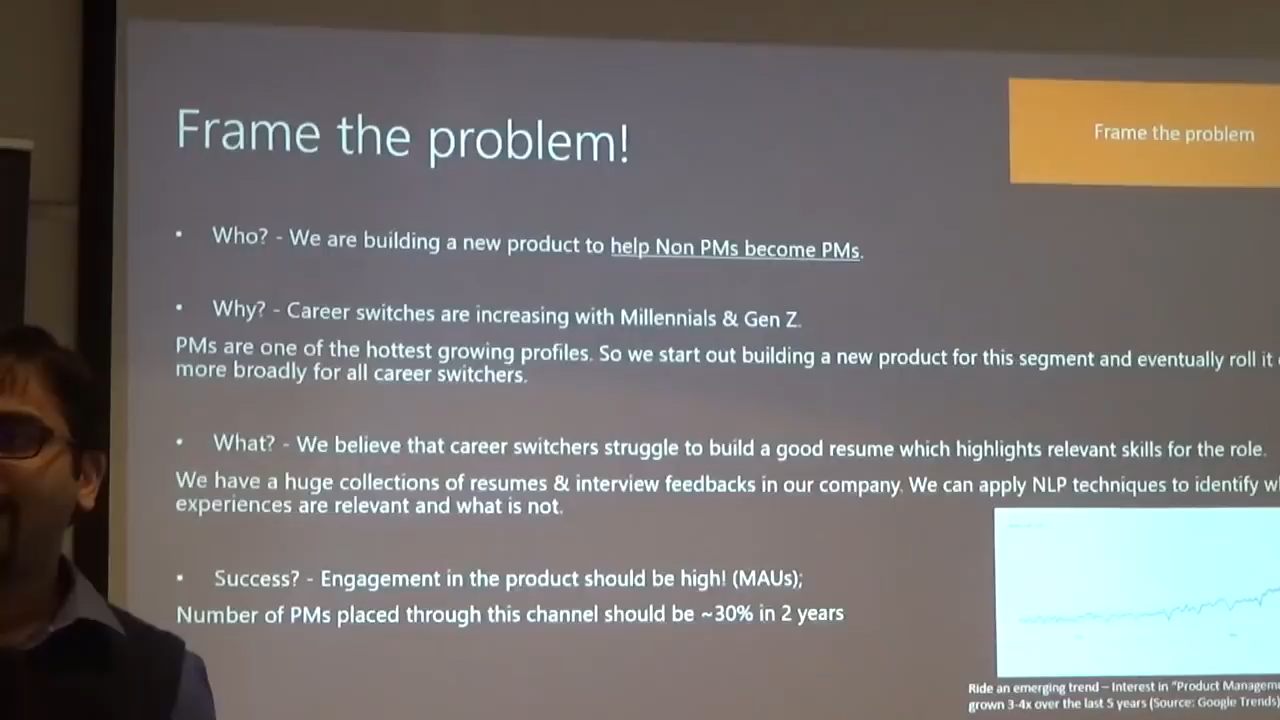 Frame the problem!
Frame the problem
• Who? - We are building a new product to help Non PMs become PMs.
• Why? - Career switches are increasing with Millennials & Gen Z.
PMs are one of the hottest growing profiles. So we start out building a new product for this segment and eventually roll it
more broadly for all career switchers.
• What? - We believe that career switchers struggle to build a good resume which highlights relevant skills for the role.
We have a huge collections of resumes & interview feedbacks in our company. We can apply NLP techniques to identify
experiences are relevant and what is not.
• Success? - Engagement in the product should be high! (MAUs);
Number of PMs placed through this channel should be ~30% in 2 years
Ride an emerging trend – Interest in "Product
grown 3-4x over the last 5 years (Source: Google Trends)